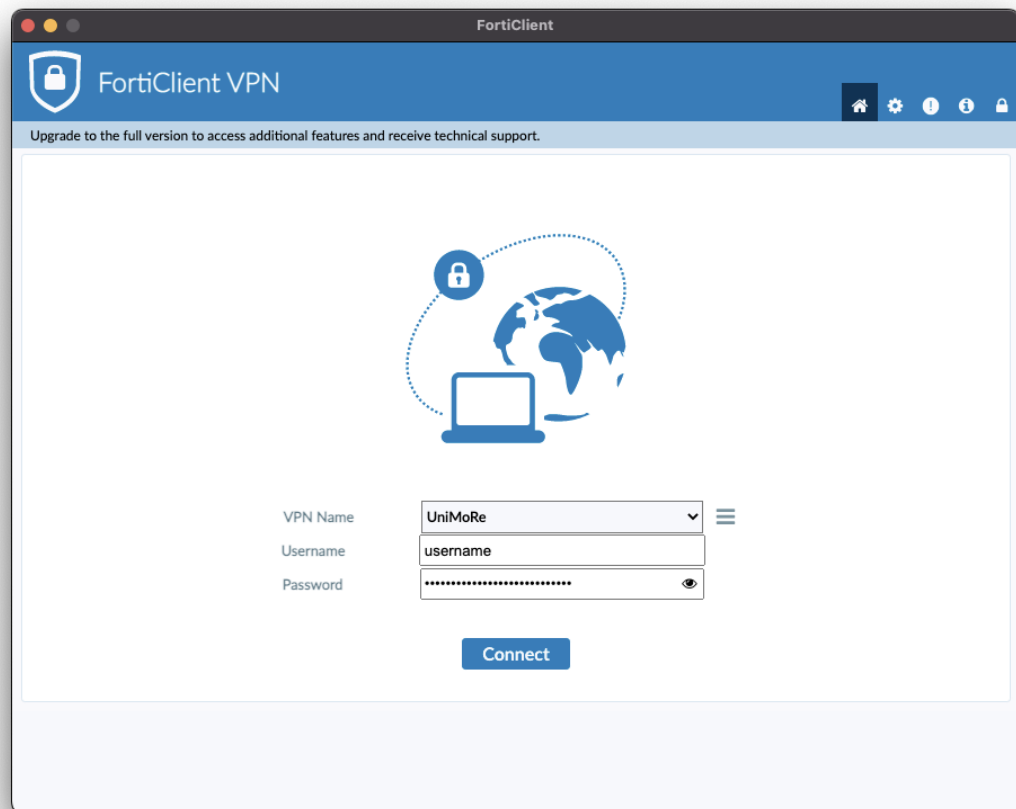 FortiClient
FortiClient VPN
Upgrade to the full version to access additional features and receive technical support.
VPN Name UniMoRe
Username username
Password ••••••••••••••••••••••••••••
Connect